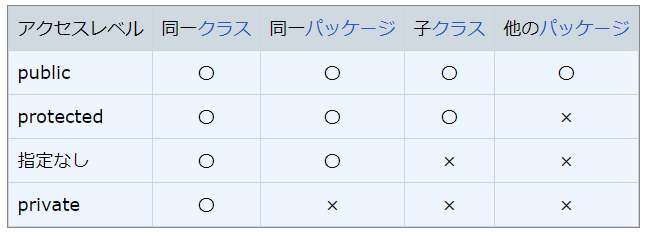 アクセスレベル 同一クラス 同一パッケージ 子クラス 他のパッケージ
public 〇 〇 〇 〇
protected 〇 〇 〇 ×
指定なし 〇 〇 × ×
private 〇 × × ×